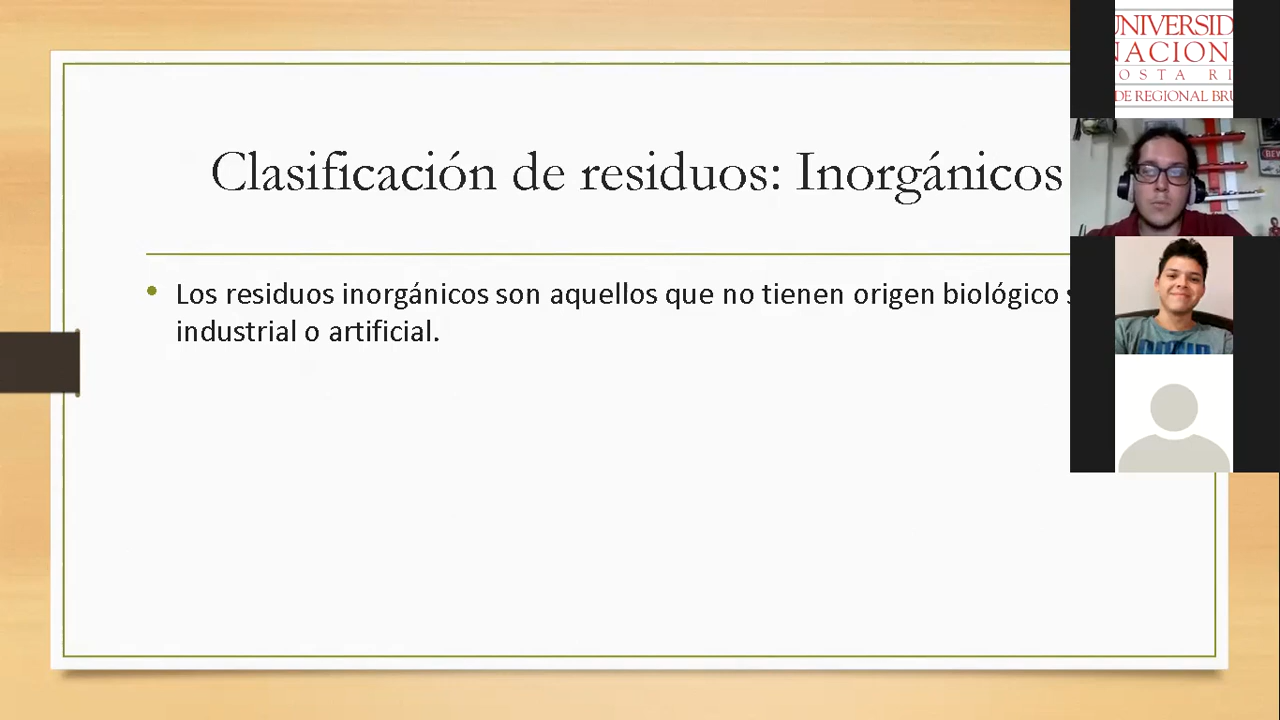 Clasificación de residuos: Inorgánicos
Los residuos inorgánicos son aquellos que no tienen origen biológico
industrial o artificial.
UNIVERSID
NACION
OSTA RI
DE REGIONAL BRU